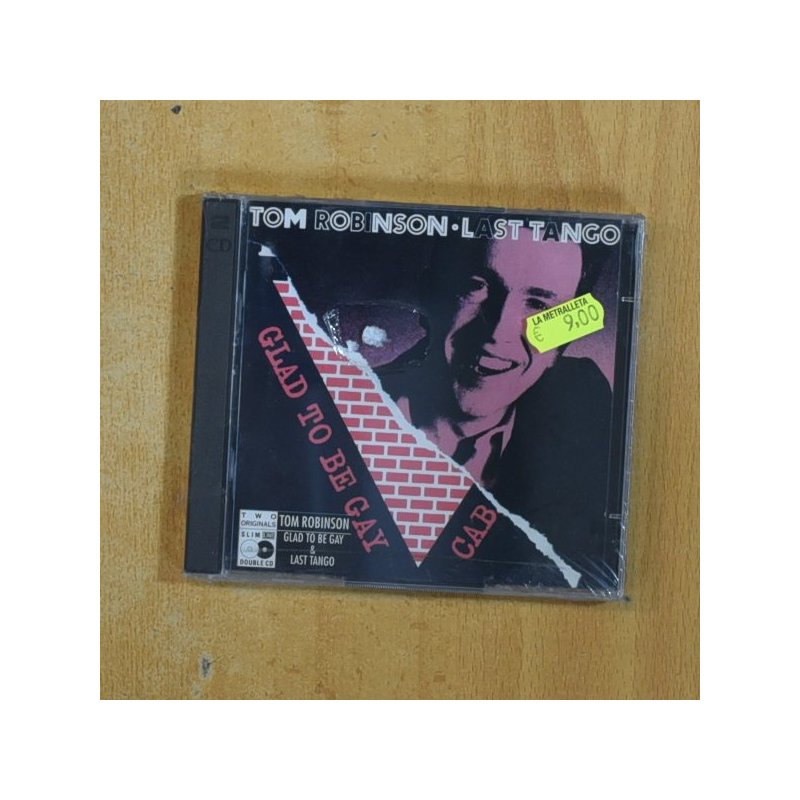 TOM ROBINSON • LAST TANGO
LA METRALLETA
€ 9,00
GLAD TO BE GAY
CAB
TWO
ORIGINALS
SLIM LINE
DOUBLE CD
TOM ROBINSON
GLAD TO BE GAY
&
LAST TANGO